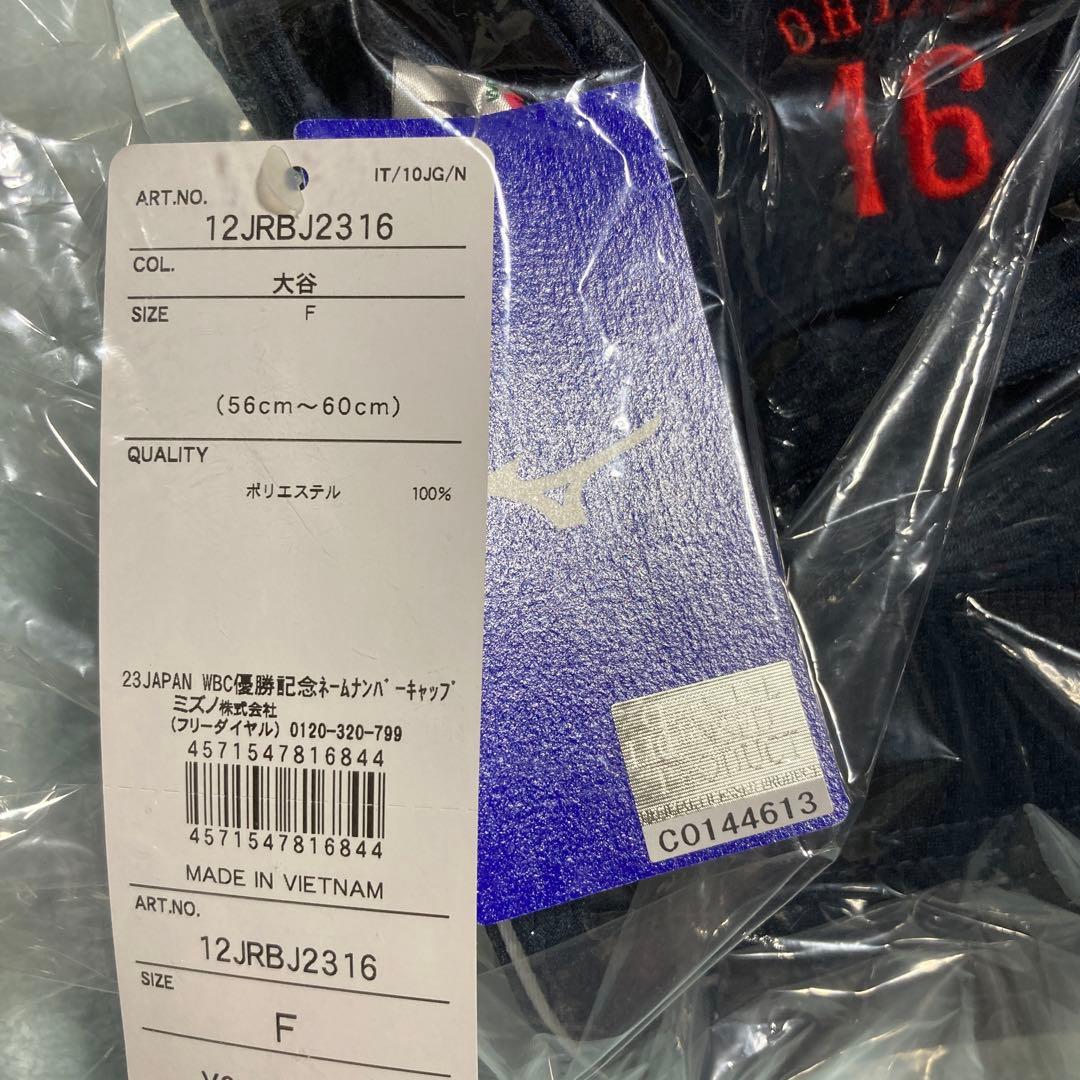 IT/10JG/N
ART.NO.
12JRBJ2316
COL.
大谷
SIZE F
(56cm～60cm)
QUALITY
ポリエステル 100%
23JAPAN WBC優勝記念ﾈｰﾑﾅﾝﾊﾞｰｷｬｯﾌﾟ
ミズノ株式会社
(フリーダイヤル) 0120-320-799
4571547816844
4571547816844
MADE IN VIETNAM
ART.NO.
12JRBJ2316
SIZE
F
16
C0144613